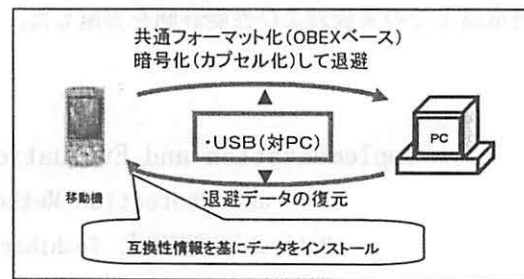 共通フォーマット化(OBEXベース)
暗号化(カプセル化)して退避
・USB(対PC)
PC
移動機
退避データの復元
互換性情報を基にデータをインストール